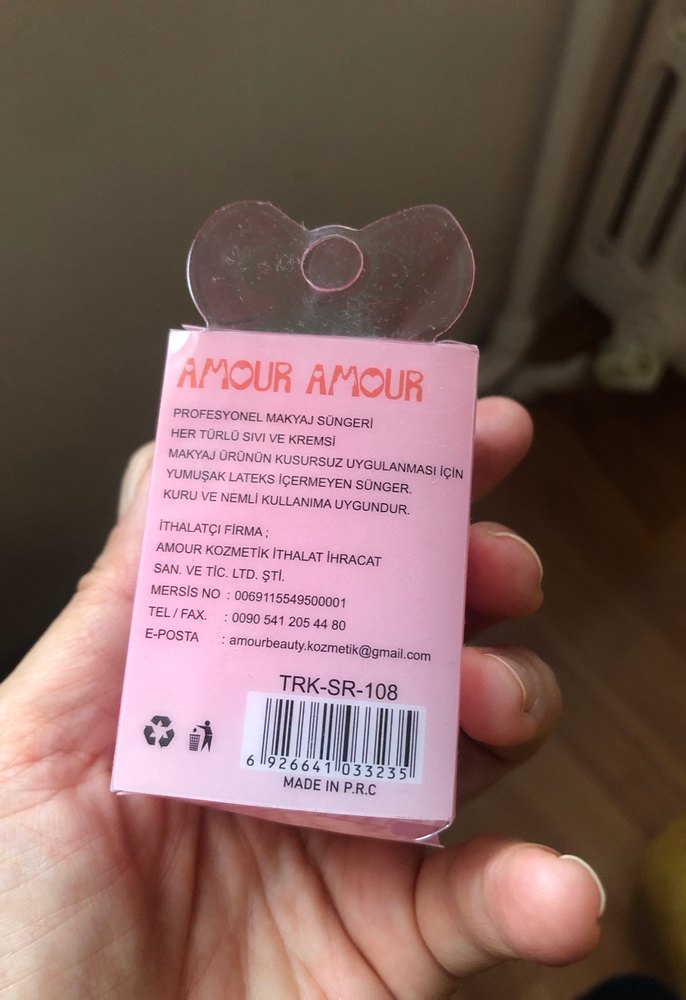 AMOUR AMOUR
PROFESYONEL MAKYAJ SÜNGERİ
HER TÜRLÜ SIVI VE KREMSİ
MAKYAJ ÜRÜNÜN KUSURSUZ UYGULANMASI İÇİN
YUMUŞAK LATEKS İÇERMEYEN SÜNGER.
KURU VE NEMLİ KULLANIMA UYGUNDUR.
İTHALATÇI FİRMA ;
AMOUR KOZMETİK İTHALAT İHRACAT
SAN. VE TİC. LTD. ŞTİ.
MERSİS NO : 0069115549500001
TEL / FAX. : 0090 541 205 44 80
E-POSTA : amourbeauty.kozmetik@gmail.com
TRK-SR-108
6 926641 033235
MADE IN P.R.C